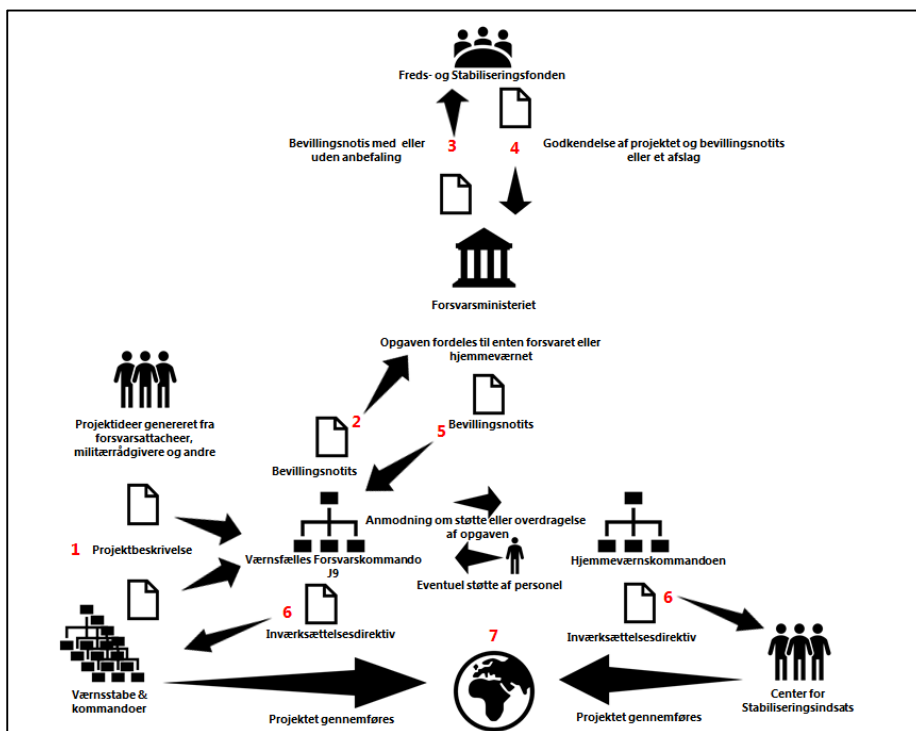 Freds- og Stabiliseringsfonden
Bevillingsnotis med eller
uden anbefaling
3
4
Godkendelse af projektet og bevillingsnotits
eller et afslag
Forsvarsministeriet
Opgaven fordeles til enten forsvaret eller
hjemmeværnet
Projektideer genereret fra
forsvarsattacheer,
militærrådgivere og andre
2
Bevillingsnotits
5
Bevillingsnotits
1
Projektbeskrivelse
Værnsfælles Forsvarskommando
J9
Anmodning om støtte eller overdragelse
af opgaven
Eventuel støtte af personel
Hjemmeværnskommandoen
6
Inværksættelsesdirektiv
7
6
Inværksættelsesdirektiv
Værnsstabe &
kommandoer
Projektet gennemføres
Projektet gennemføres
Center for
Stabiliseringsindsats